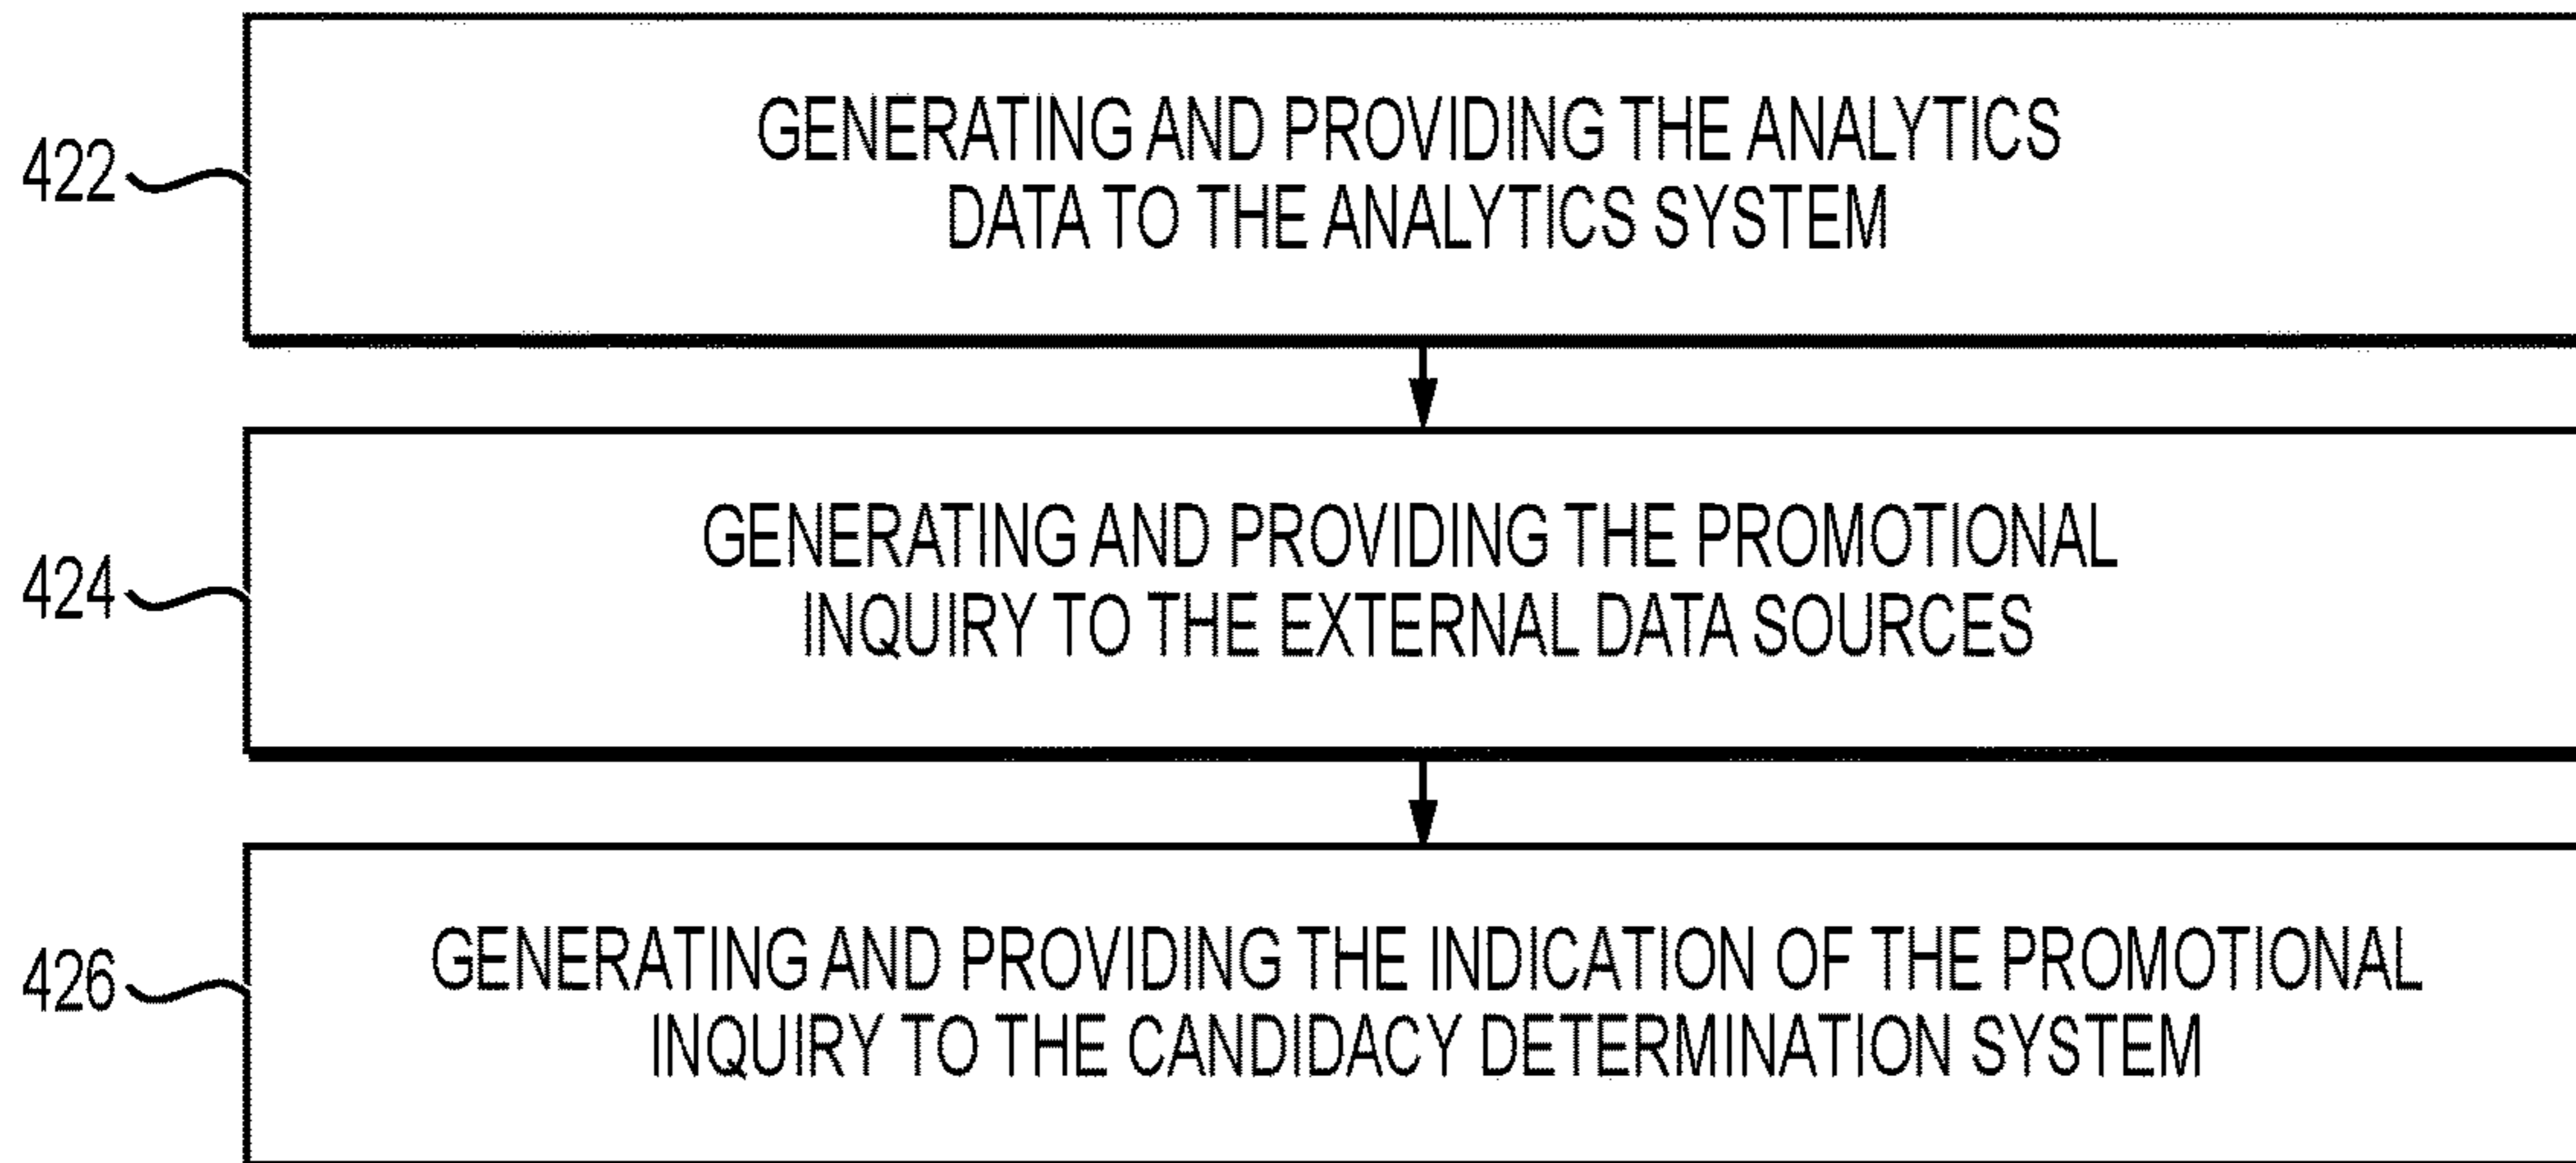 422
GENERATING AND PROVIDING THE ANALYTICS
DATA TO THE ANALYTICS SYSTEM
424
GENERATING AND PROVIDING THE PROMOTIONAL
INQUIRY TO THE EXTERNAL DATA SOURCES
426
GENERATING AND PROVIDING THE INDICATION OF THE PROMOTIONAL
INQUIRY TO THE CANDIDACY DETERMINATION SYSTEM